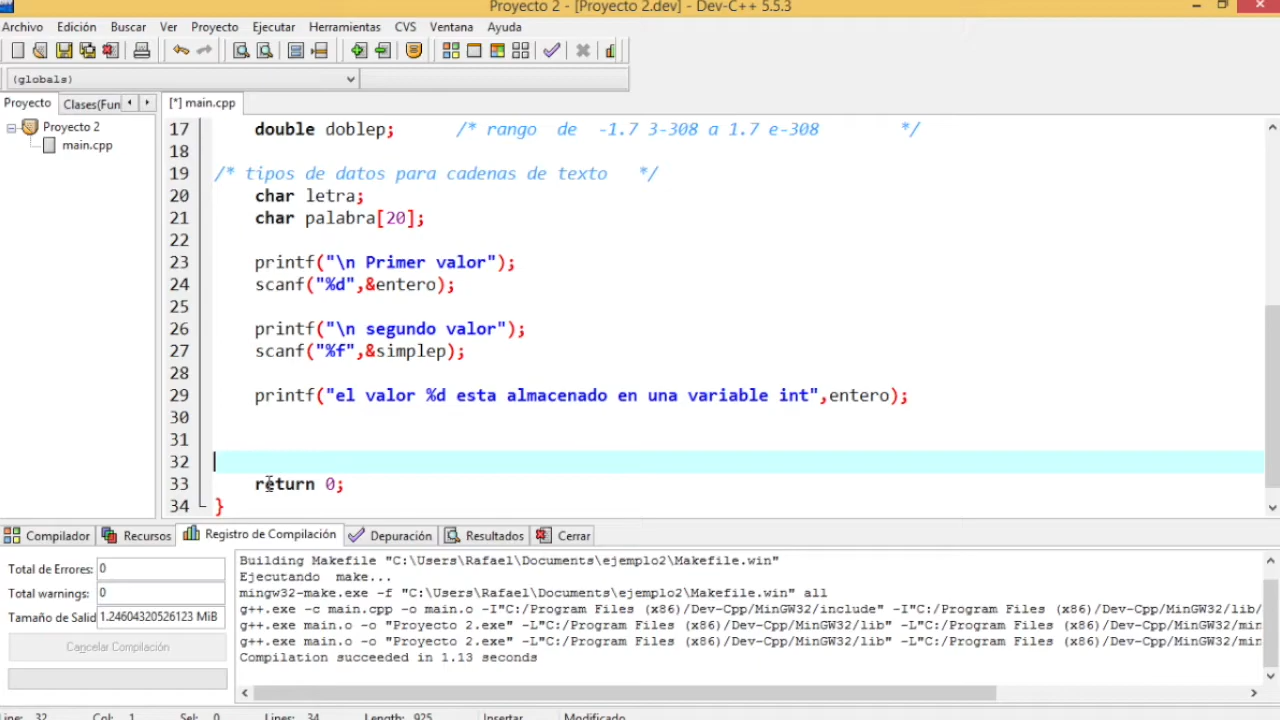 Proyecto 2 - [Proyecto 2.dev] - Dev-C++ 5.5.3
Archivo Edición Buscar Ver Proyecto Ejecutar Herramientas CVS Ventana Ayuda
(globals)
Proyecto Clases(Fun [*] main.cpp
Proyecto 2
main.cpp
17 double doblep; /* rango de -1.7 3-308 a 1.7 e-308 */
18
19 /* tipos de datos para cadenas de texto */
20 char letra;
21 char palabra[20];
22
23 printf("\n Primer valor");
24 scanf("%d",&entero);
25
26 printf("\n segundo valor");
27 scanf("%f",&simplep);
28
29 printf("el valor %d esta almacenado en una variable int",entero);
30
31
32
33 return 0;
34 }
Compilador Recursos Registro de Compilación Depuración Resultados Cerrar
Total de Errores: 0
Total warnings: 0
Tamaño de Salid 1.24604320526123 MiB
Cancelar Compilación
Building Makefile "C:\Users\Rafael\Documents\ejemplo2\Makefile.win"
Ejecutando make...
mingw32-make.exe -f "C:\Users\Rafael\Documents\ejemplo2\Makefile.win" all
g++.exe -c main.cpp -o main.o -I"C:/Program Files (x86)/Dev-Cpp/MinGW32/include" -I"C:/Program Files (x86)/Dev-Cpp/MinGW32/lib/
g++.exe main.o -o "Proyecto 2.exe" -L"C:/Program Files (x86)/Dev-Cpp/MinGW32/lib" -L"C:/Program Files (x86)/Dev-Cpp/MinGW32/min
g++.exe main.o -o "Proyecto 2.exe" -L"C:/Program Files (x86)/Dev-Cpp/MinGW32/lib" -L"C:/Program Files (x86)/Dev-Cpp/MinGW32/min
Compilation succeeded in 1.13 seconds
Line: 32 Col: 1 Sel: 0 Lines: 34 Length: 925 Insertar Modificado